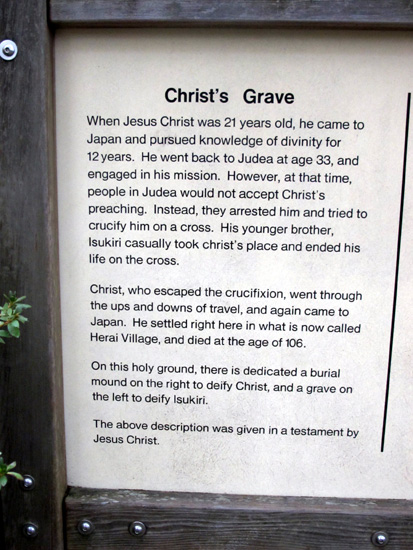 Christ's Grave
When Jesus Christ was 21 years old, he came to
Japan and pursued knowledge of divinity for
12 years. He went back to Judea at age 33, and
engaged in his mission. However, at that time,
people in Judea would not accept Christ's
preaching. Instead, they arrested him and tried to
crucify him on a cross. His younger brother,
Isukiri casually took christ's place and ended his
life on the cross.
Christ, who escaped the crucifixion, went through
the ups and downs of travel, and again came to
Japan. He settled right here in what is now called
Herai Village, and died at the age of 106.
On this holy ground, there is dedicated a burial
mound on the right to deify Christ, and a grave on
the left to deify Isukiri.
The above description was given in a testament by
Jesus Christ.